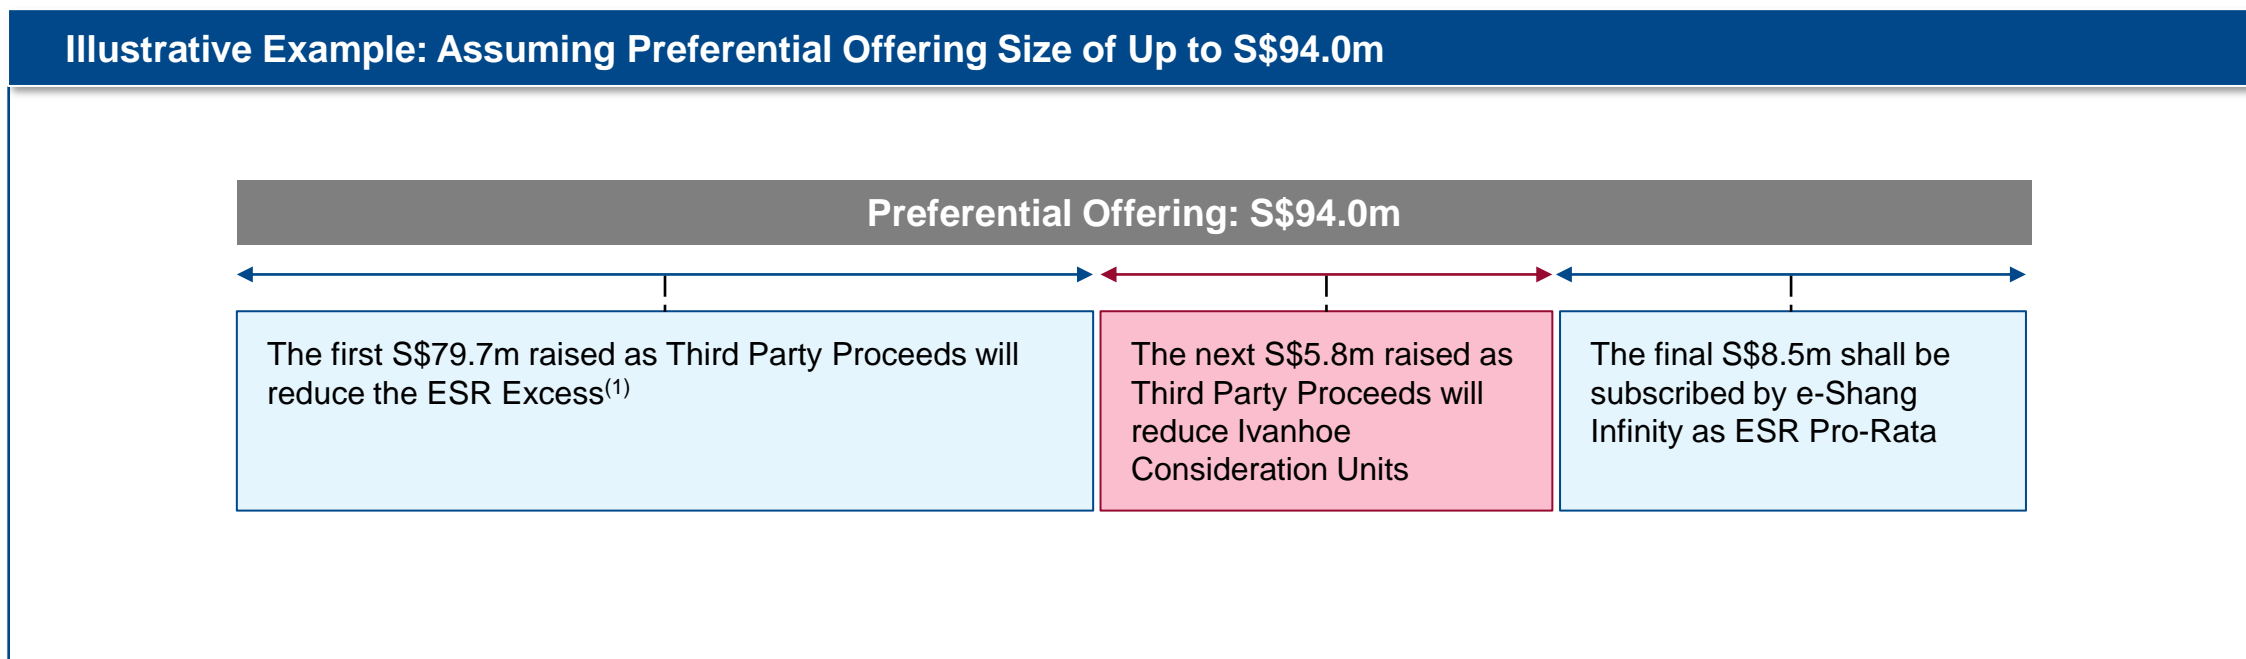 Illustrative Example: Assuming Preferential Offering Size of Up to S$94.0m
Preferential Offering: S$94.0m
The first S$79.7m raised as Third Party Proceeds will
reduce the ESR Excess(1)
The next S$5.8m raised as
Third Party Proceeds will
reduce Ivanhoe
Consideration Units
The final S$8.5m shall be
subscribed by e-Shang
Infinity as ESR Pro-Rata